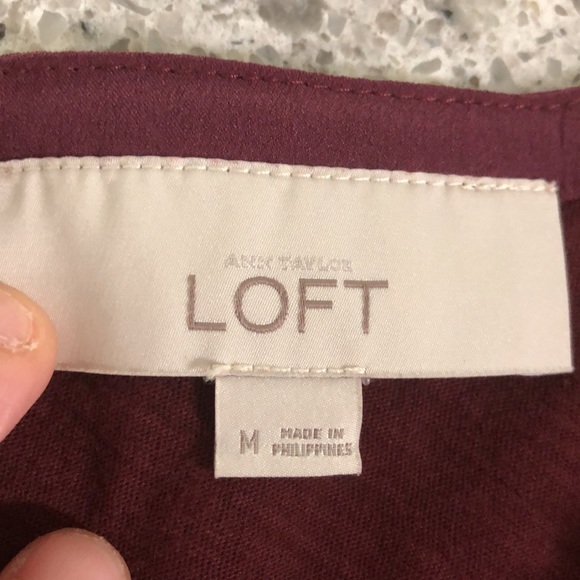 ANN TAYLOR
LOFT
M
MADE IN
PHILIPPINES